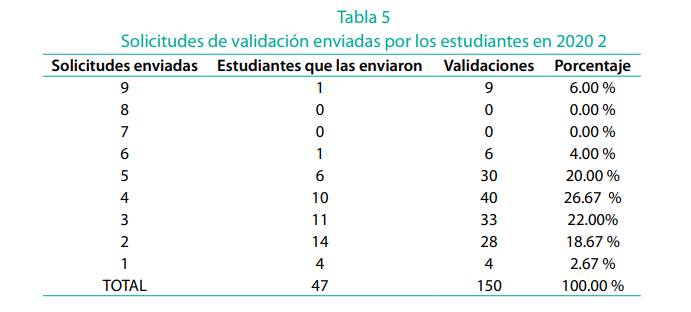 Tabla 5
Solicitudes de validación enviadas por los estudiantes en 2020 2
Solicitudes enviadas Estudiantes que las enviaron Validaciones Porcentaje
9 1 9 6.00 %
8 0 0 0.00 %
7 0 0 0.00 %
6 1 6 4.00 %
5 6 30 20.00 %
4 10 40 26.67 %
3 11 33 22.00%
2 14 28 18.67 %
1 4 4 2.67 %
TOTAL 47 150 100.00 %